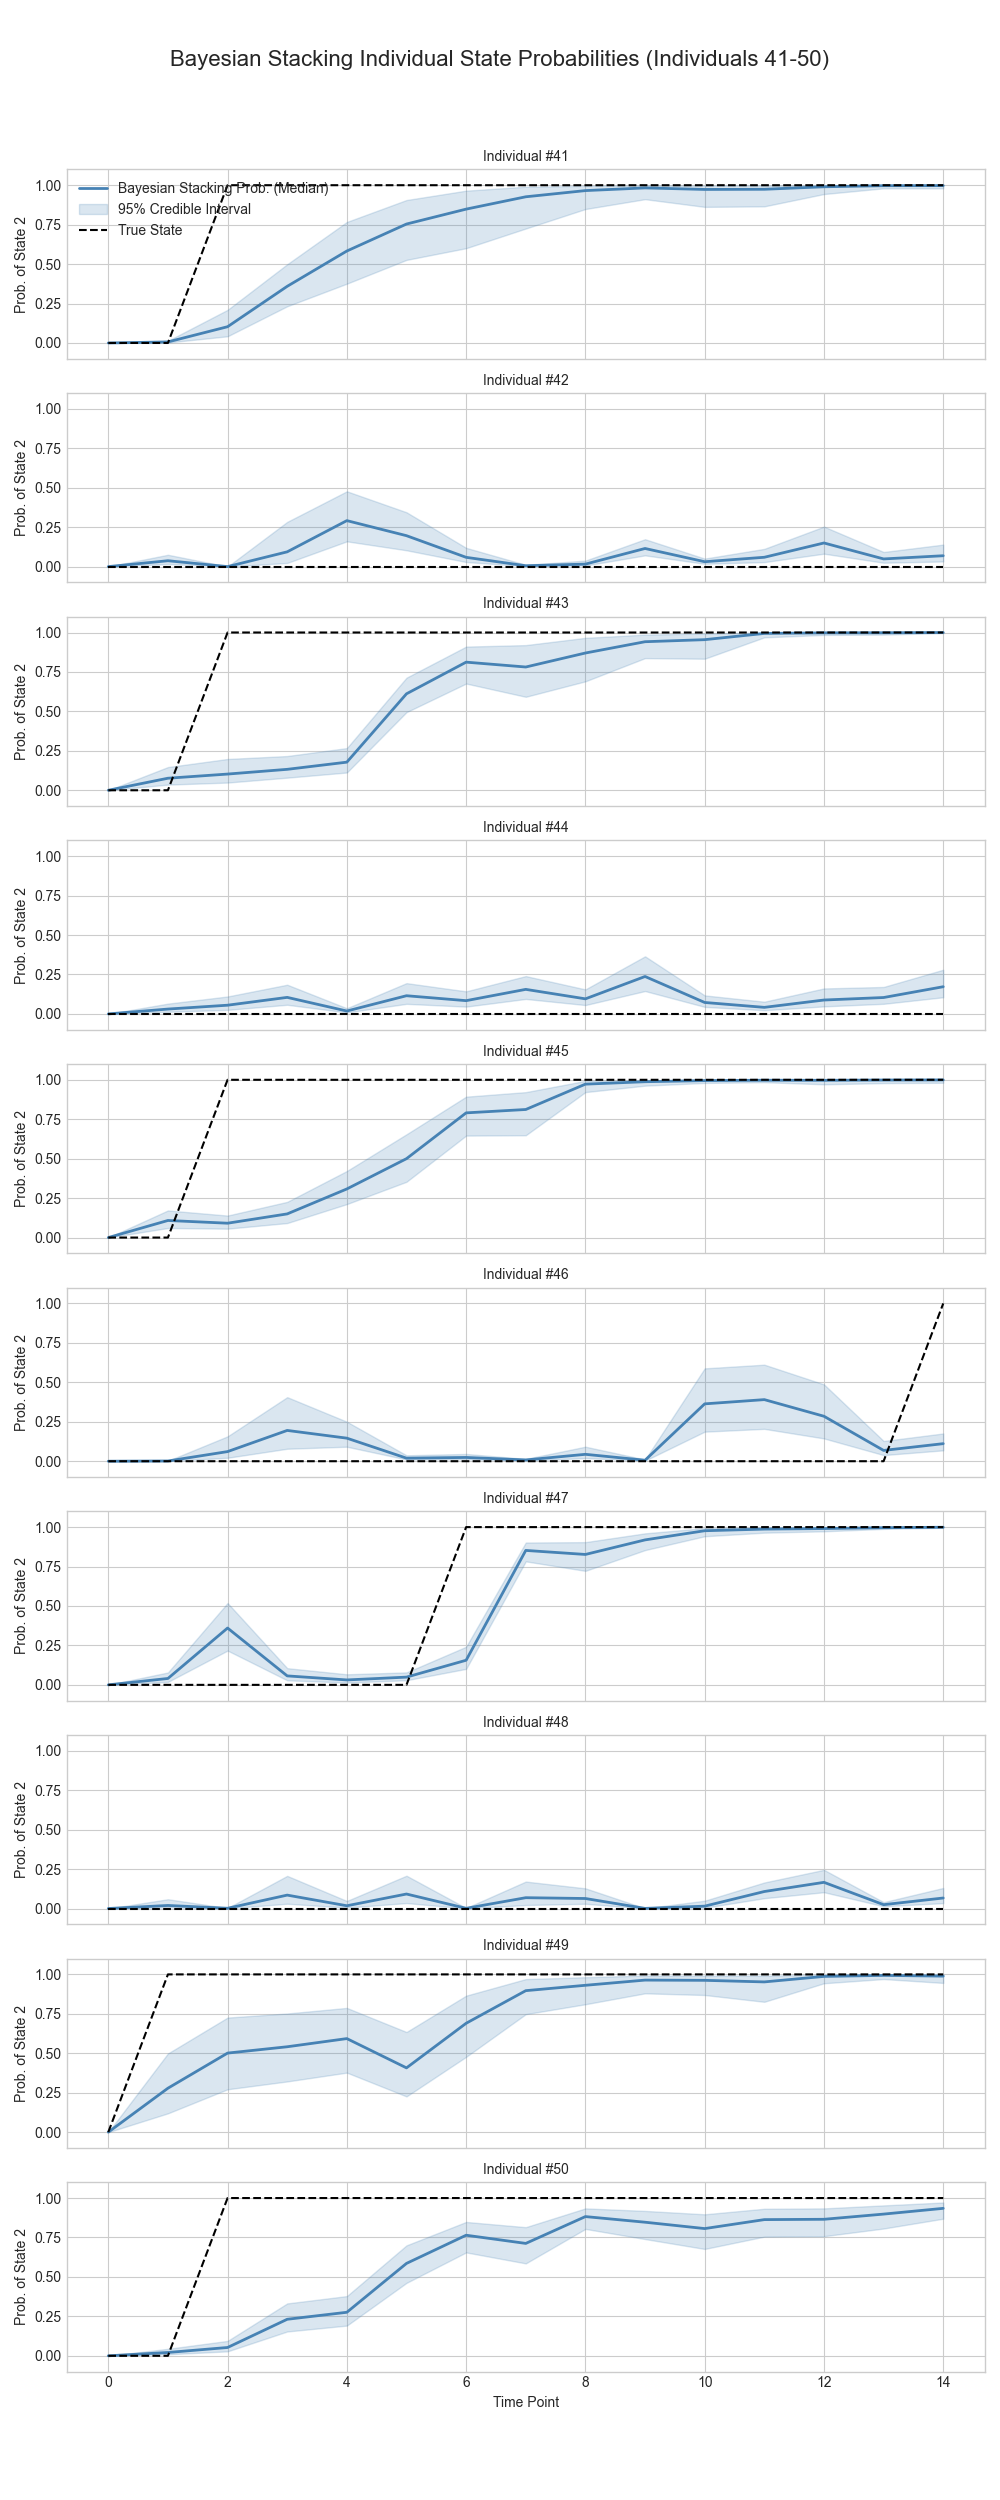 Bayesian Stacking Individual State Probabilities (Individuals 41-50)
Individual #41
Bayesian Stacking Prob. (Median)
95% Credible Interval
True State
Prob. of State 2
1.00
0.75
0.50
0.25
0.00
Individual #42
Prob. of State 2
1.00
0.75
0.50
0.25
0.00
Individual #43
Prob. of State 2
1.00
0.75
0.50
0.25
0.00
Individual #44
Prob. of State 2
1.00
0.75
0.50
0.25
0.00
Individual #45
Prob. of State 2
1.00
0.75
0.50
0.25
0.00
Individual #46
Prob. of State 2
1.00
0.75
0.50
0.25
0.00
Individual #47
Prob. of State 2
1.00
0.75
0.50
0.25
0.00
Individual #48
Prob. of State 2
1.00
0.75
0.50
0.25
0.00
Individual #49
Prob. of State 2
1.00
0.75
0.50
0.25
0.00
Individual #50
Prob. of State 2
1.00
0.75
0.50
0.25
0.00
0 2 4 6 8 10 12 14
Time Point